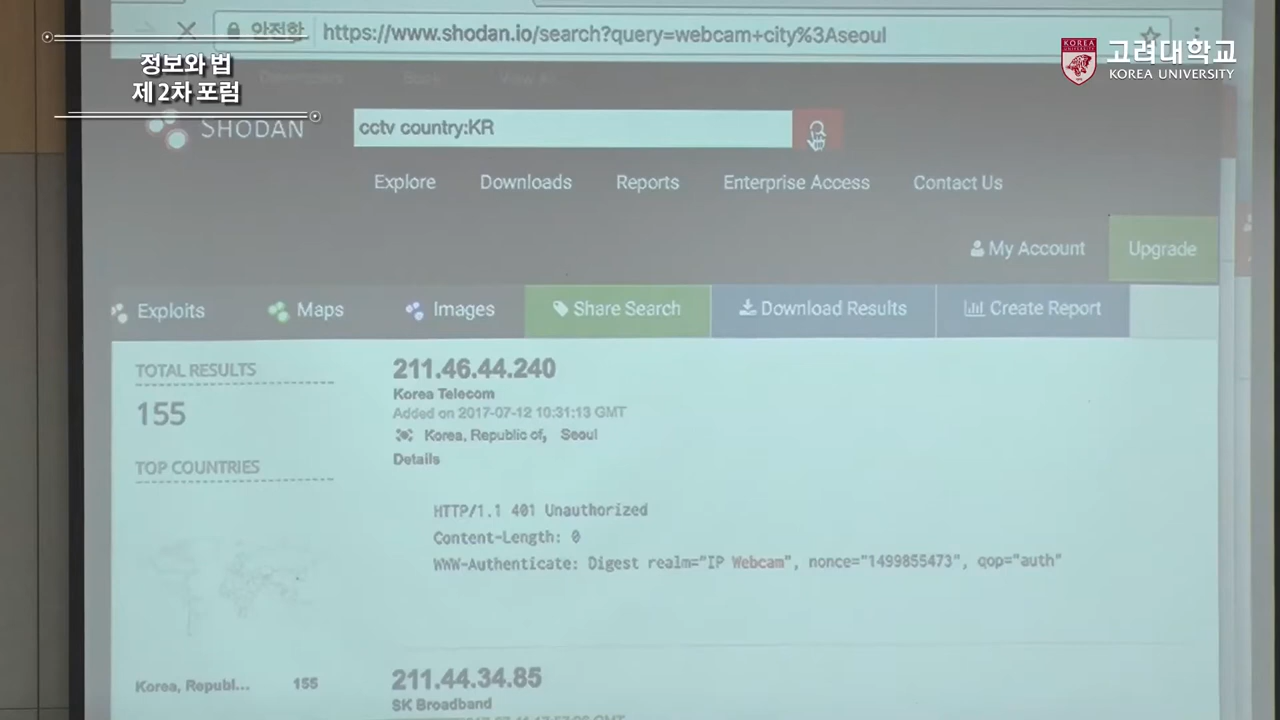 안전함 https://www.shodan.io/search?query=webcam+city%3Aseoul
정보와 법
제 2차 포럼
고려대학교
KOREA UNIVERSITY
SHODAN
cctv country:KR
Explore Downloads Reports Enterprise Access Contact Us
My Account Upgrade
Exploits Maps Images Share Search Download Results Create Report
TOTAL RESULTS
155
TOP COUNTRIES
Korea, Republ... 155
211.46.44.240
Korea Telecom
Added on 2017-07-12 10:31:13 GMT
Korea, Republic of, Seoul
Details
HTTP/1.1 401 Unauthorized
Content-Length: 0
WWW-Authenticate: Digest realm="IP Webcam", nonce="1499855473", qop="auth"
211.44.34.85
SK Broadband